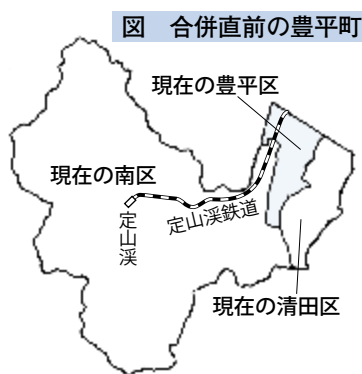 図 合併直前の豊平町
現在の豊平区
現在の南区
定山渓鉄道
定山渓
現在の清田区